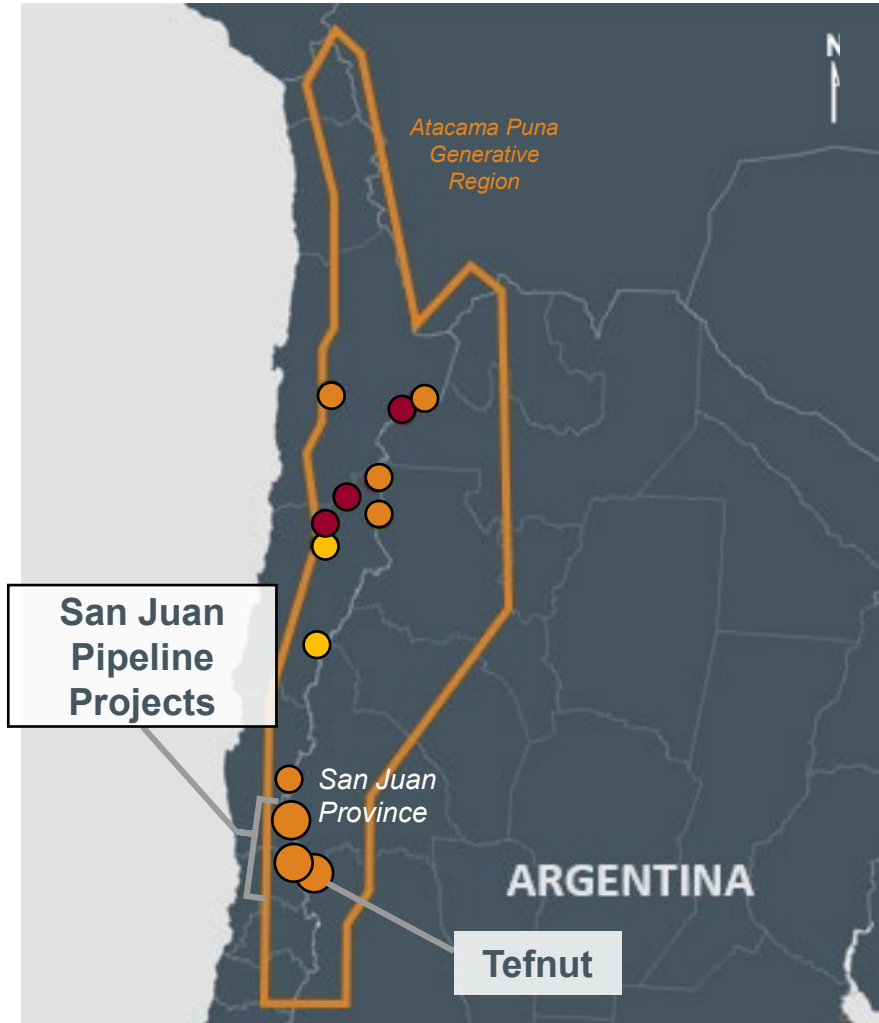 N
Atacama Puna
Generative
Region
San Juan
Pipeline
Projects
San Juan
Province
ARGENTINA
Tefnut